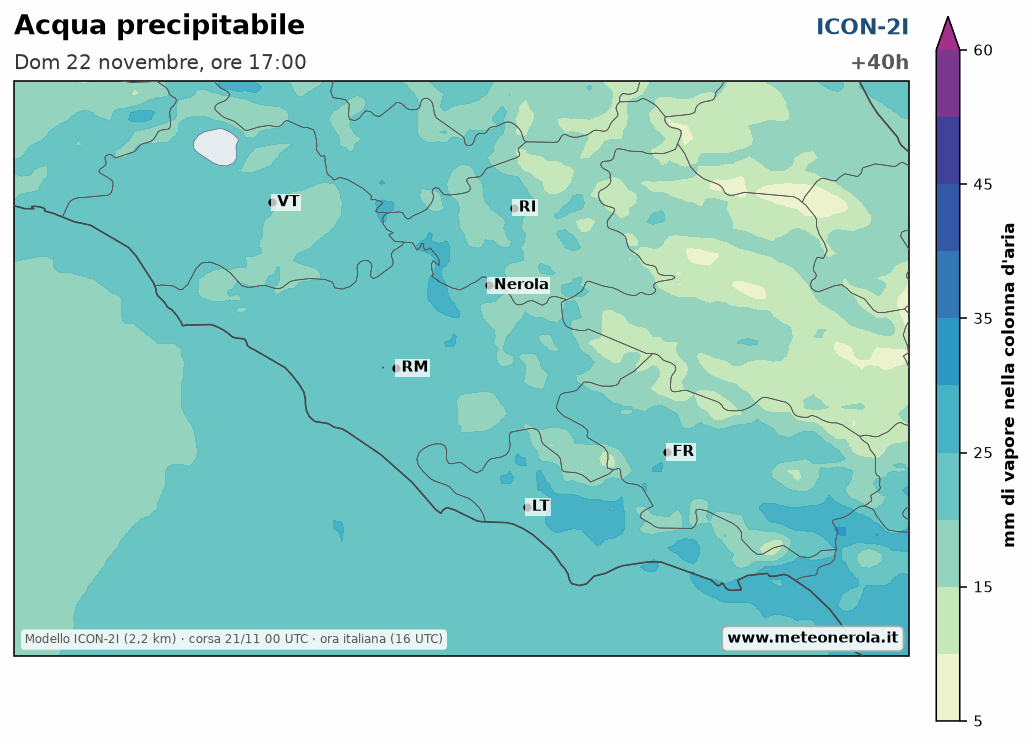 Acqua precipitabile
ICON-2I
Dom 22 novembre, ore 17:00
+40h
60
45
35
25
15
5
mm di vapore nella colonna d'aria
VT
RI
Nerola
RM
FR
LT
Modello ICON-2I (2,2 km) · corsa 21/11 00 UTC · ora italiana (16 UTC)
www.meteonerola.it